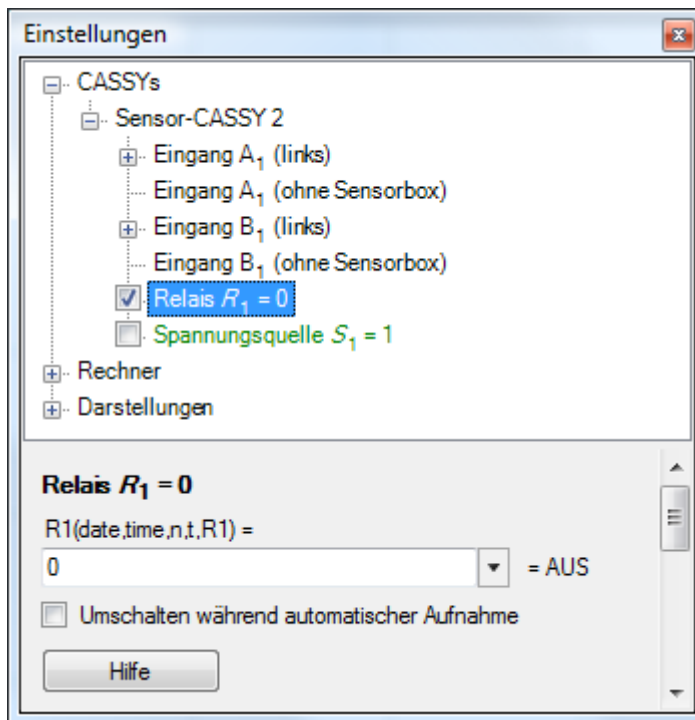 Einstellungen
CASSYs
Sensor-CASSY 2
Eingang A₁ (links)
Eingang A₁ (ohne Sensorbox)
Eingang B₁ (links)
Eingang B₁ (ohne Sensorbox)
Relais R₁ = 0
Spannungsquelle S₁ = 1
Rechner
Darstellungen
Relais R₁ = 0
R1(date,time,n,t,R1) =
0 = AUS
Umschalten während automatischer Aufnahme
Hilfe